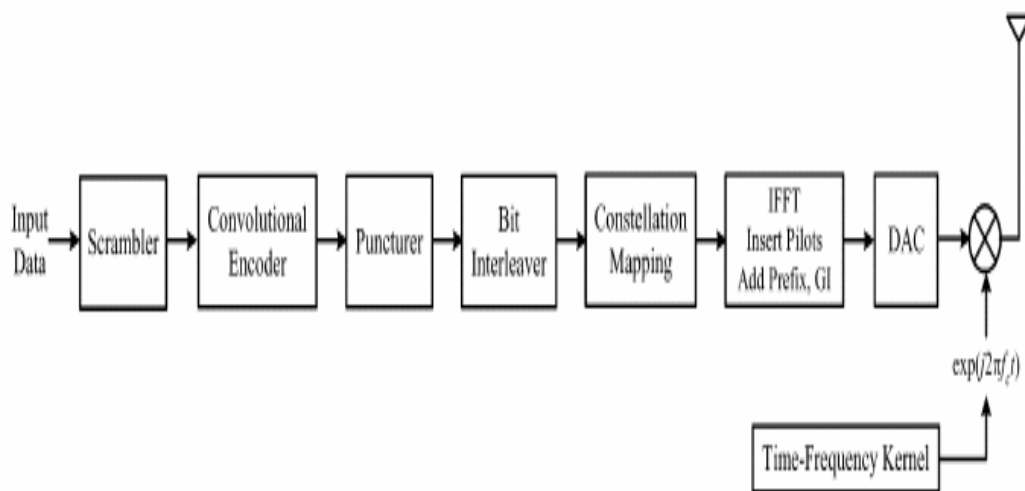 Input
Data
Scrambler
Convolutional
Encoder
Puncturer
Bit
Interleaver
Constellation
Mapping
IFFT
Insert Pilots
Add Prefix, GI
DAC
exp(j2πf_c t)
Time-Frequency Kernel